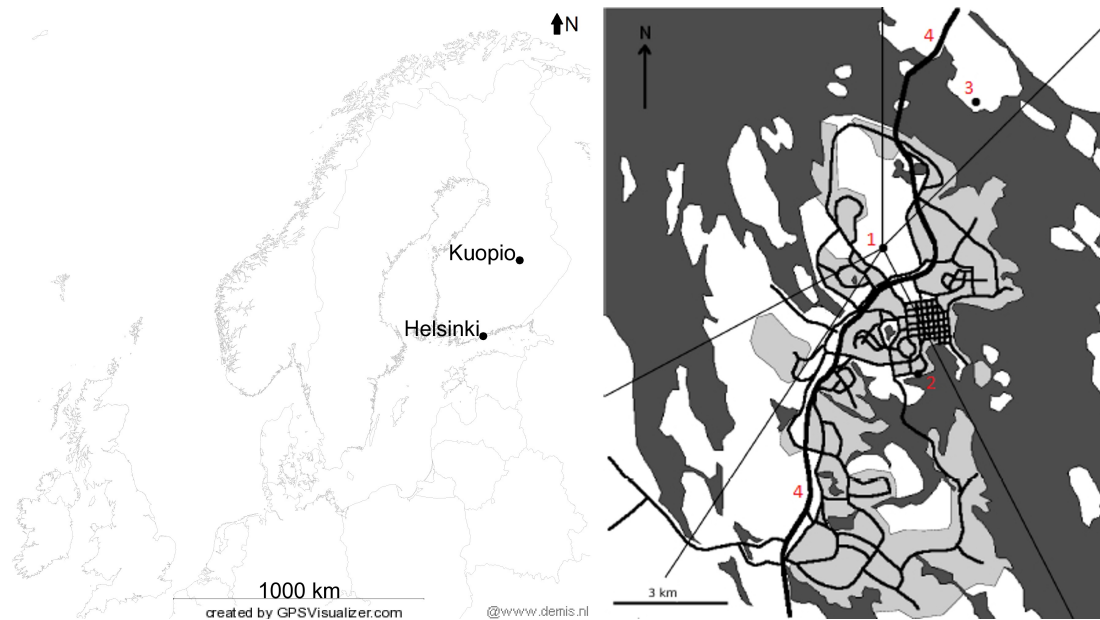 N
Kuopio
Helsinki
1000 km
created by GPSVisualizer.com
@www.demis.nl
N
4
3
1
2
4
3 km